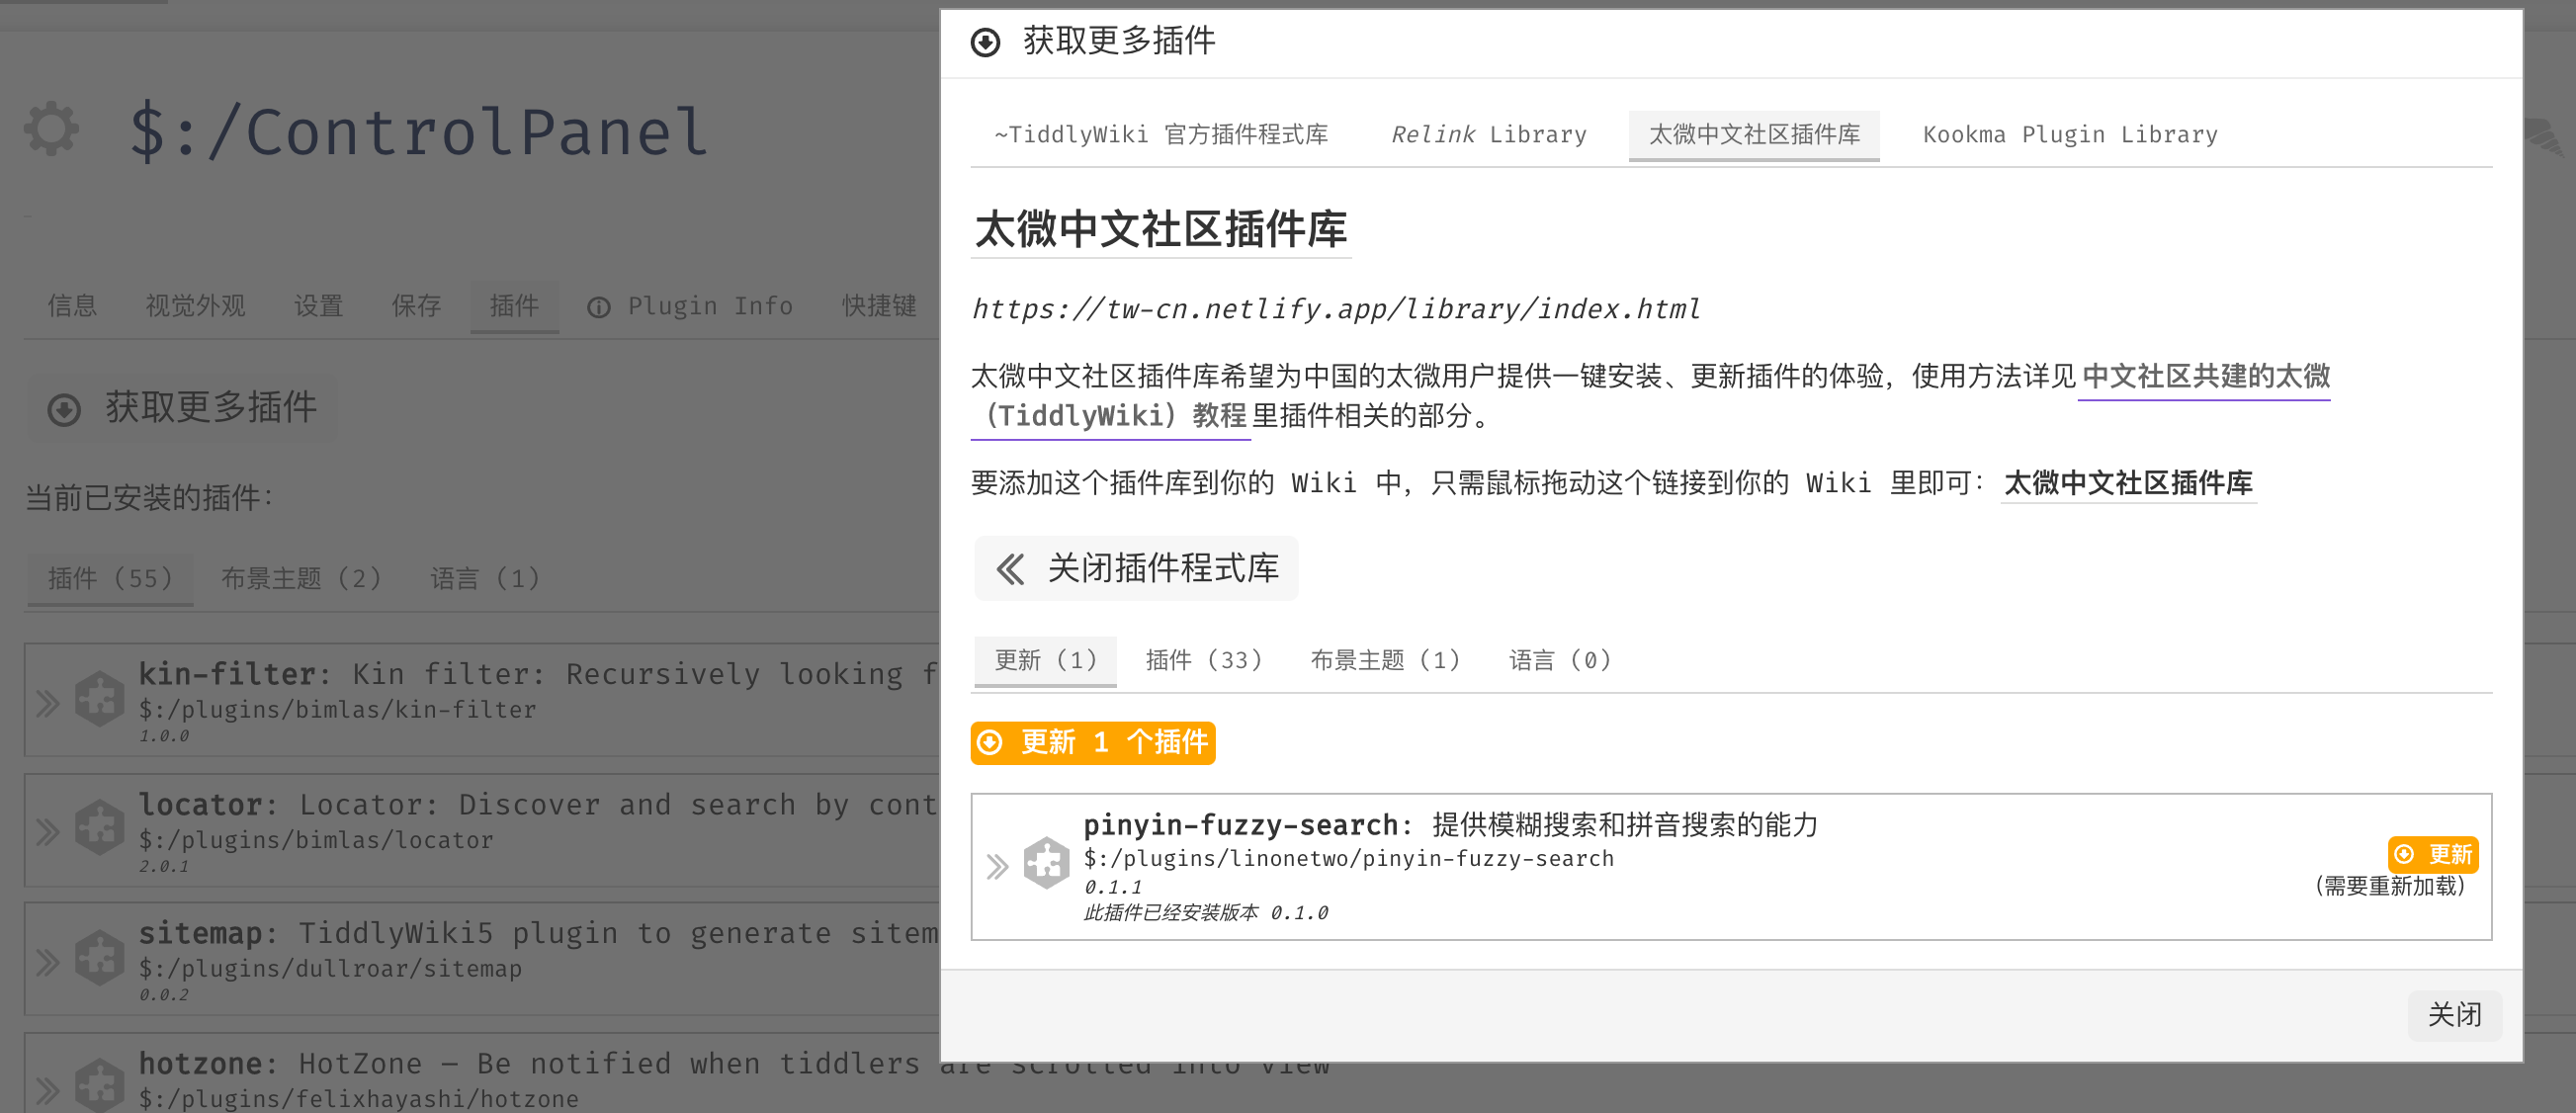 $:/ControlPanel
信息 视觉外观 设置 保存 插件 Plugin Info 快捷键
获取更多插件
当前已安装的插件：
插件 (55) 布景主题 (2) 语言 (1)
kin-filter: Kin filter: Recursively looking f
$:/plugins/bimlas/kin-filter
1.0.0
locator: Locator: Discover and search by cont
$:/plugins/bimlas/locator
2.0.1
sitemap: TiddlyWiki5 plugin to generate sitem
$:/plugins/dullroar/sitemap
0.0.2
hotzone: HotZone — Be notified when tiddlers are scrolled into view
$:/plugins/felixhayashi/hotzone
获取更多插件
~TiddlyWiki 官方插件程式库 Relink Library 太微中文社区插件库 Kookma Plugin Library
太微中文社区插件库
https://tw-cn.netlify.app/library/index.html
太微中文社区插件库希望为中国的太微用户提供一键安装、更新插件的体验，使用方法详见中文社区共建的太微
（TiddlyWiki）教程里插件相关的部分。
要添加这个插件库到你的 Wiki 中，只需鼠标拖动这个链接到你的 Wiki 里即可：太微中文社区插件库
关闭插件程式库
更新 (1) 插件 (33) 布景主题 (1) 语言 (0)
更新 1 个插件
pinyin-fuzzy-search: 提供模糊搜索和拼音搜索的能力
$:/plugins/linonetwo/pinyin-fuzzy-search
0.1.1
此插件已经安装版本 0.1.0
更新
（需要重新加载）
关闭